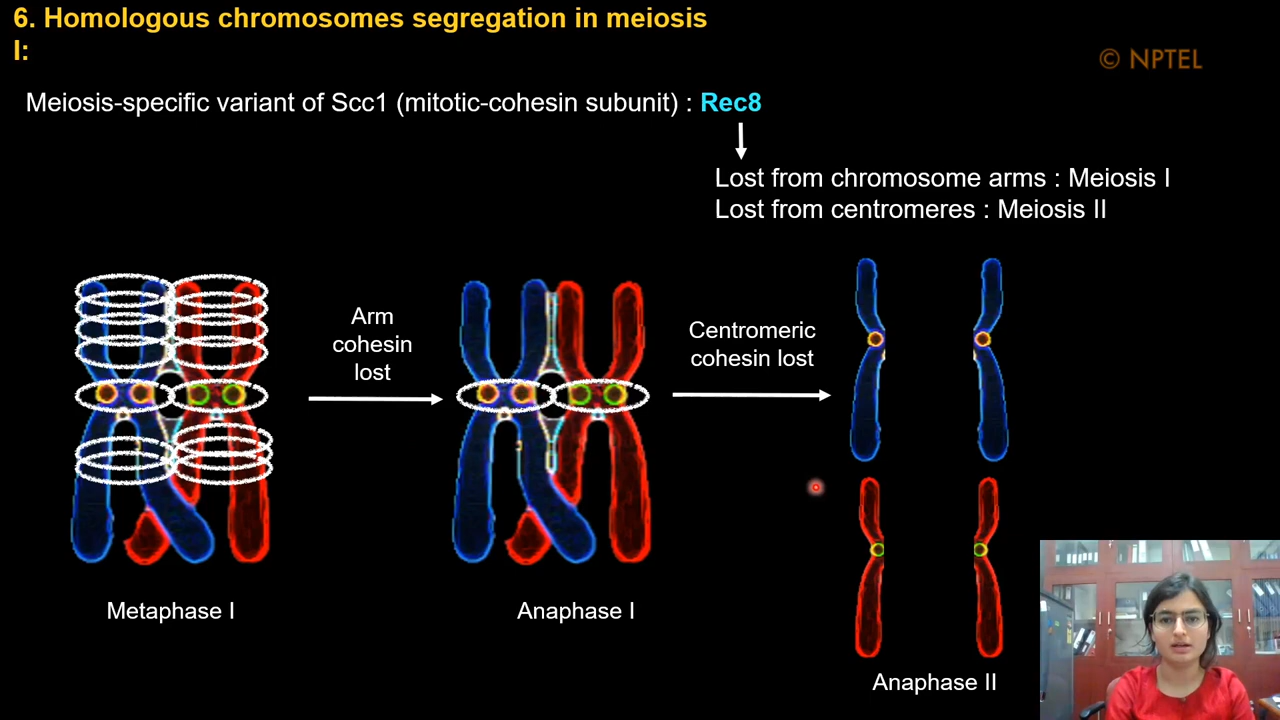 6. Homologous chromosomes segregation in meiosis
I:
© NPTEL
Meiosis-specific variant of Scc1 (mitotic-cohesin subunit) : Rec8
Lost from chromosome arms : Meiosis I
Lost from centromeres : Meiosis II
Arm
cohesin
lost
Centromeric
cohesin lost
Metaphase I
Anaphase I
Anaphase II